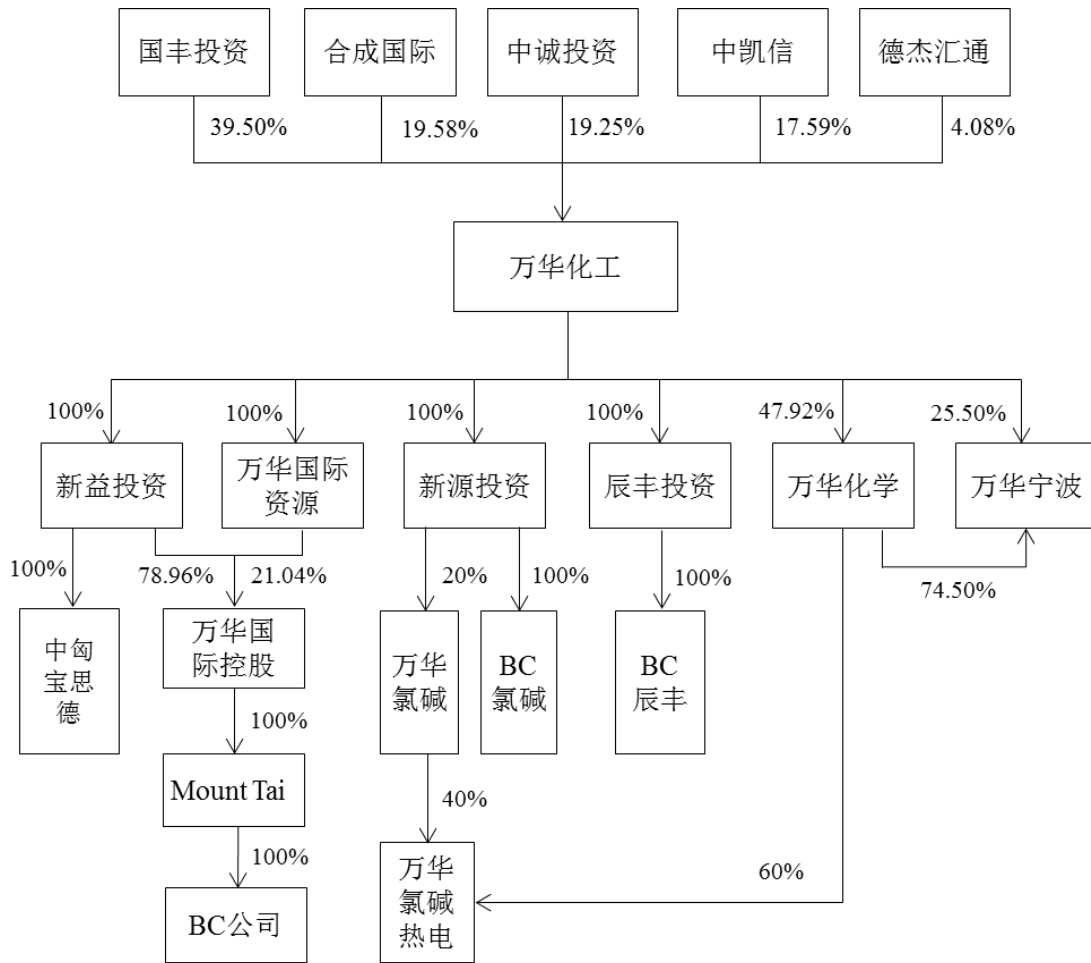 国丰投资
合成国际
中诚投资
中凯信
德杰汇通
39.50%
19.58%
19.25%
17.59%
4.08%
万华化工
100%
100%
100%
100%
47.92%
25.50%
新益投资
万华国际
资源
新源投资
辰丰投资
万华化学
万华宁波
100%
78.96%
21.04%
20%
100%
100%
74.50%
中匈
宝思
德
万华国
际控股
万华
氯碱
BC
氯碱
BC
辰丰
100%
Mount Tai
40%
100%
BC公司
万华
氯碱
热电
60%